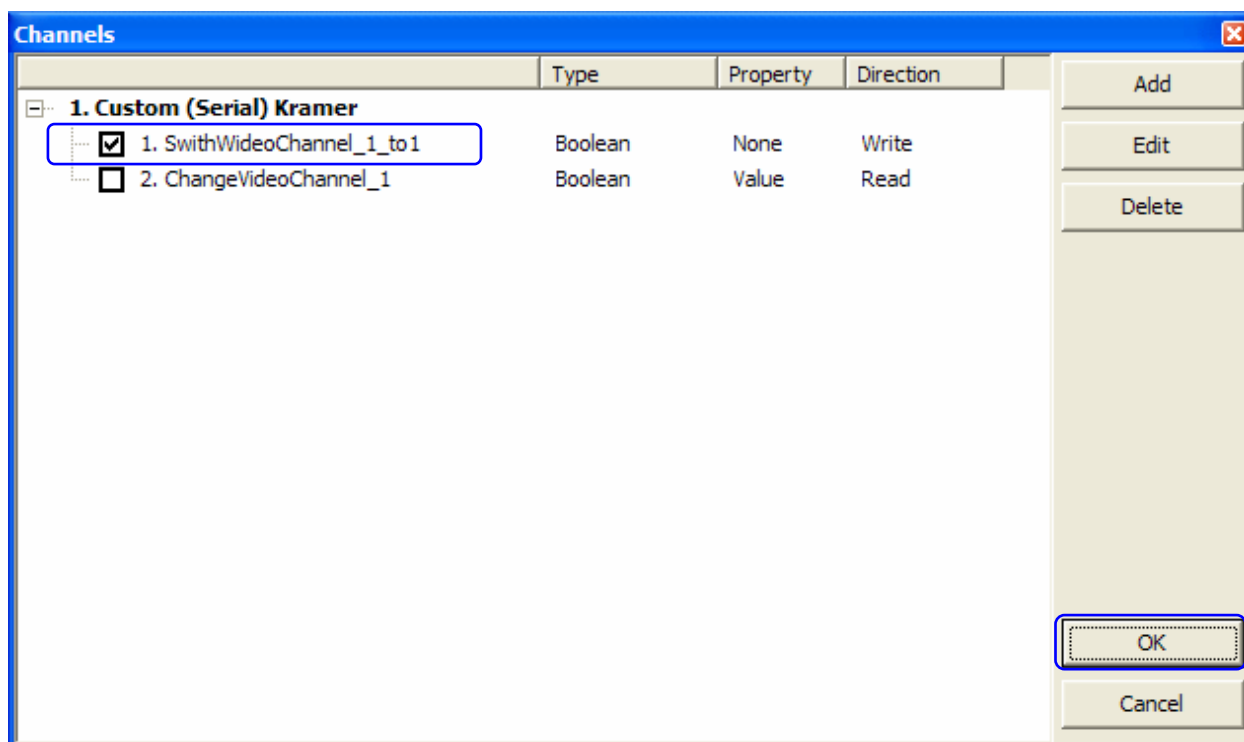 Channels
Type Property Direction
Add
1. Custom (Serial) Kramer
1. SwithWideoChannel_1_to1 Boolean None Write
Edit
2. ChangeVideoChannel_1 Boolean Value Read
Delete
OK
Cancel